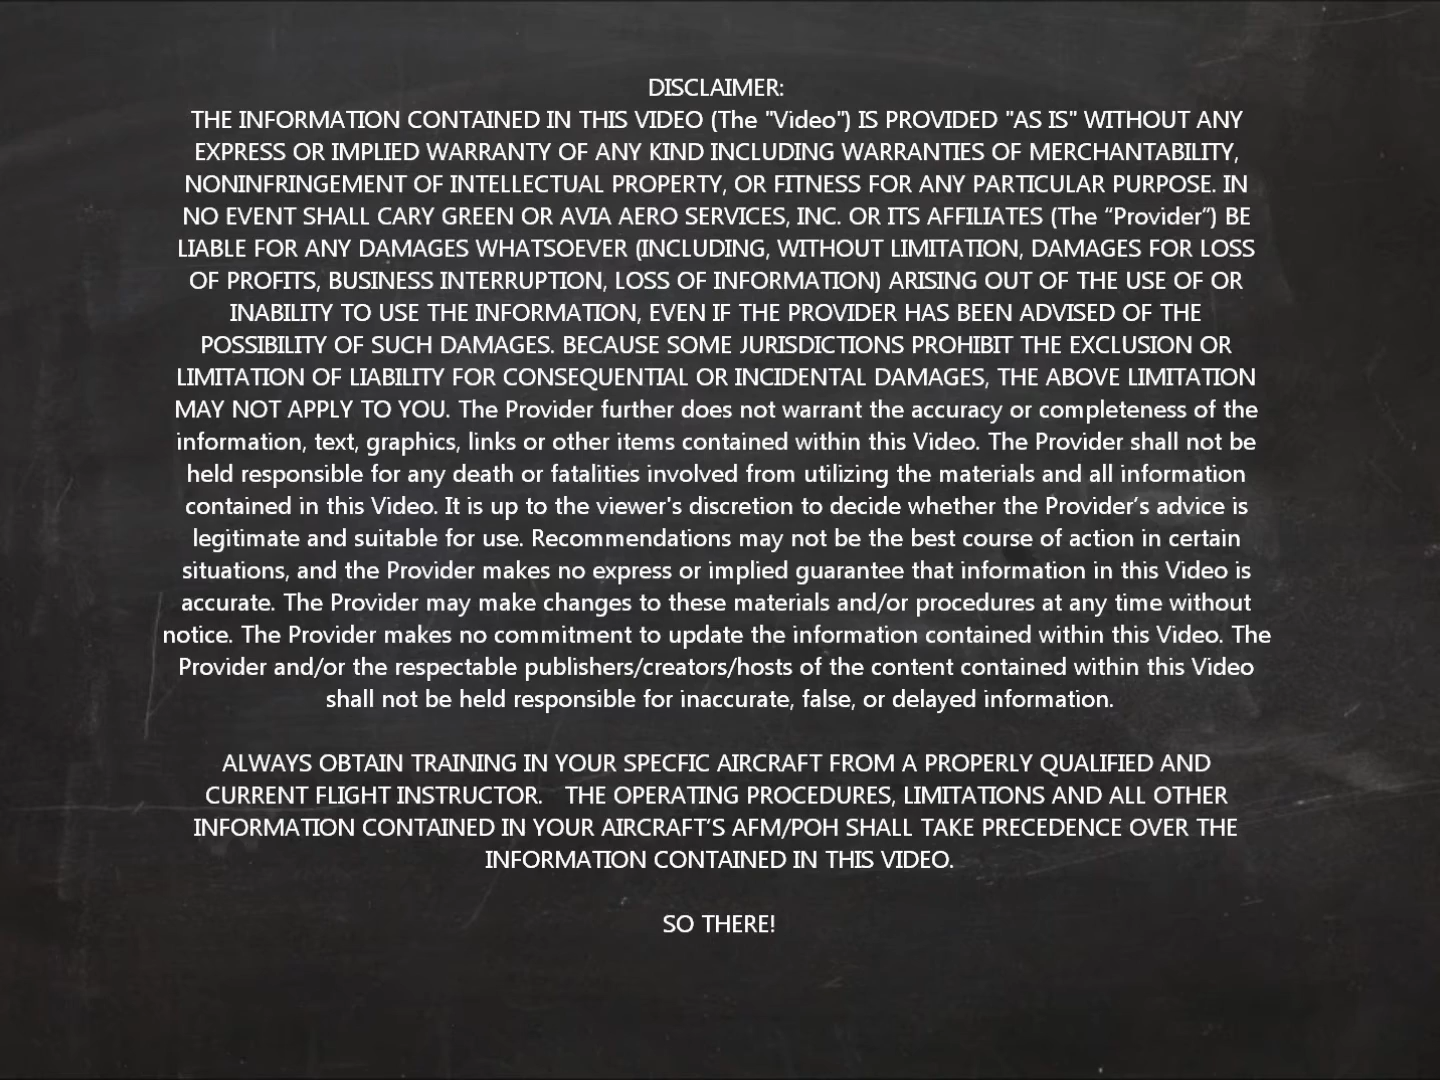 DISCLAIMER:
THE INFORMATION CONTAINED IN THIS VIDEO (The "Video") IS PROVIDED "AS IS" WITHOUT ANY
EXPRESS OR IMPLIED WARRANTY OF ANY KIND INCLUDING WARRANTIES OF MERCHANTABILITY,
NONINFRINGEMENT OF INTELLECTUAL PROPERTY, OR FITNESS FOR ANY PARTICULAR PURPOSE. IN
NO EVENT SHALL CARY GREEN OR AVIA AERO SERVICES, INC. OR ITS AFFILIATES (The “Provider”) BE
LIABLE FOR ANY DAMAGES WHATSOEVER (INCLUDING, WITHOUT LIMITATION, DAMAGES FOR LOSS
OF PROFITS, BUSINESS INTERRUPTION, LOSS OF INFORMATION) ARISING OUT OF THE USE OF OR
INABILITY TO USE THE INFORMATION, EVEN IF THE PROVIDER HAS BEEN ADVISED OF THE
POSSIBILITY OF SUCH DAMAGES. BECAUSE SOME JURISDICTIONS PROHIBIT THE EXCLUSION OR
LIMITATION OF LIABILITY FOR CONSEQUENTIAL OR INCIDENTAL DAMAGES, THE ABOVE LIMITATION
MAY NOT APPLY TO YOU. The Provider further does not warrant the accuracy or completeness of the
information, text, graphics, links or other items contained within this Video. The Provider shall not be
held responsible for any death or fatalities involved from utilizing the materials and all information
contained in this Video. It is up to the viewer's discretion to decide whether the Provider’s advice is
legitimate and suitable for use. Recommendations may not be the best course of action in certain
situations, and the Provider makes no express or implied guarantee that information in this Video is
accurate. The Provider may make changes to these materials and/or procedures at any time without
notice. The Provider makes no commitment to update the information contained within this Video. The
Provider and/or the respectable publishers/creators/hosts of the content contained within this Video
shall not be held responsible for inaccurate, false, or delayed information.
ALWAYS OBTAIN TRAINING IN YOUR SPECFIC AIRCRAFT FROM A PROPERLY QUALIFIED AND
CURRENT FLIGHT INSTRUCTOR. THE OPERATING PROCEDURES, LIMITATIONS AND ALL OTHER
INFORMATION CONTAINED IN YOUR AIRCRAFT’S AFM/POH SHALL TAKE PRECEDENCE OVER THE
INFORMATION CONTAINED IN THIS VIDEO.
SO THERE!